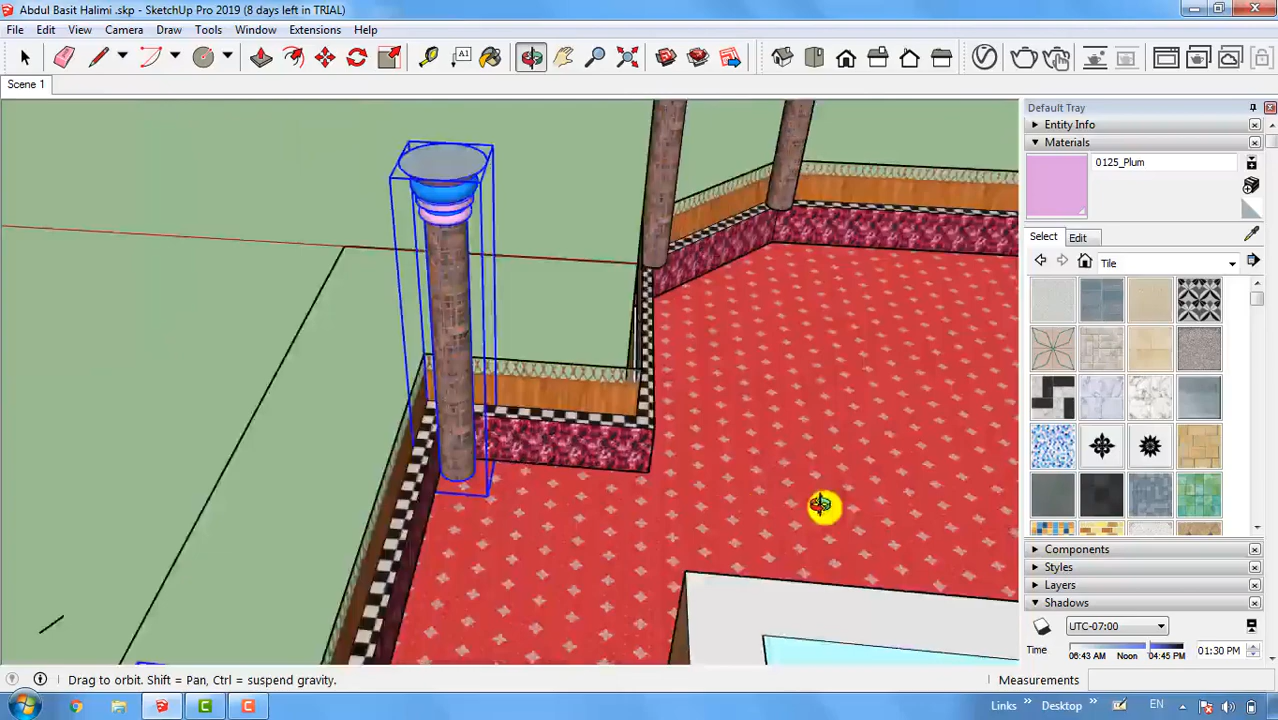 Abdul Basit Halimi .skp - SketchUp Pro 2019 (8 days left in TRIAL)
File Edit View Camera Draw Tools Window Extensions Help
A1
Scene 1
Default Tray
Entity Info
Materials
0125_Plum
Select Edit
Tile
Components
Styles
Layers
Shadows
UTC-07:00
Time 06:43 AM Noon 04:45 PM 01:30 PM
Drag to orbit. Shift = Pan, Ctrl = suspend gravity. Measurements
Links » Desktop » EN